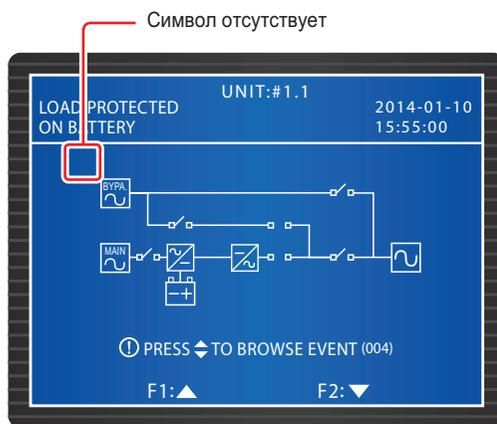 Символ отсутствует
UNIT:#1.1
LOAD PROTECTED
ON BATTERY
2014-01-10
15:55:00
BYPA.
MAIN
PRESS TO BROWSE EVENT (004)
F1:
F2: